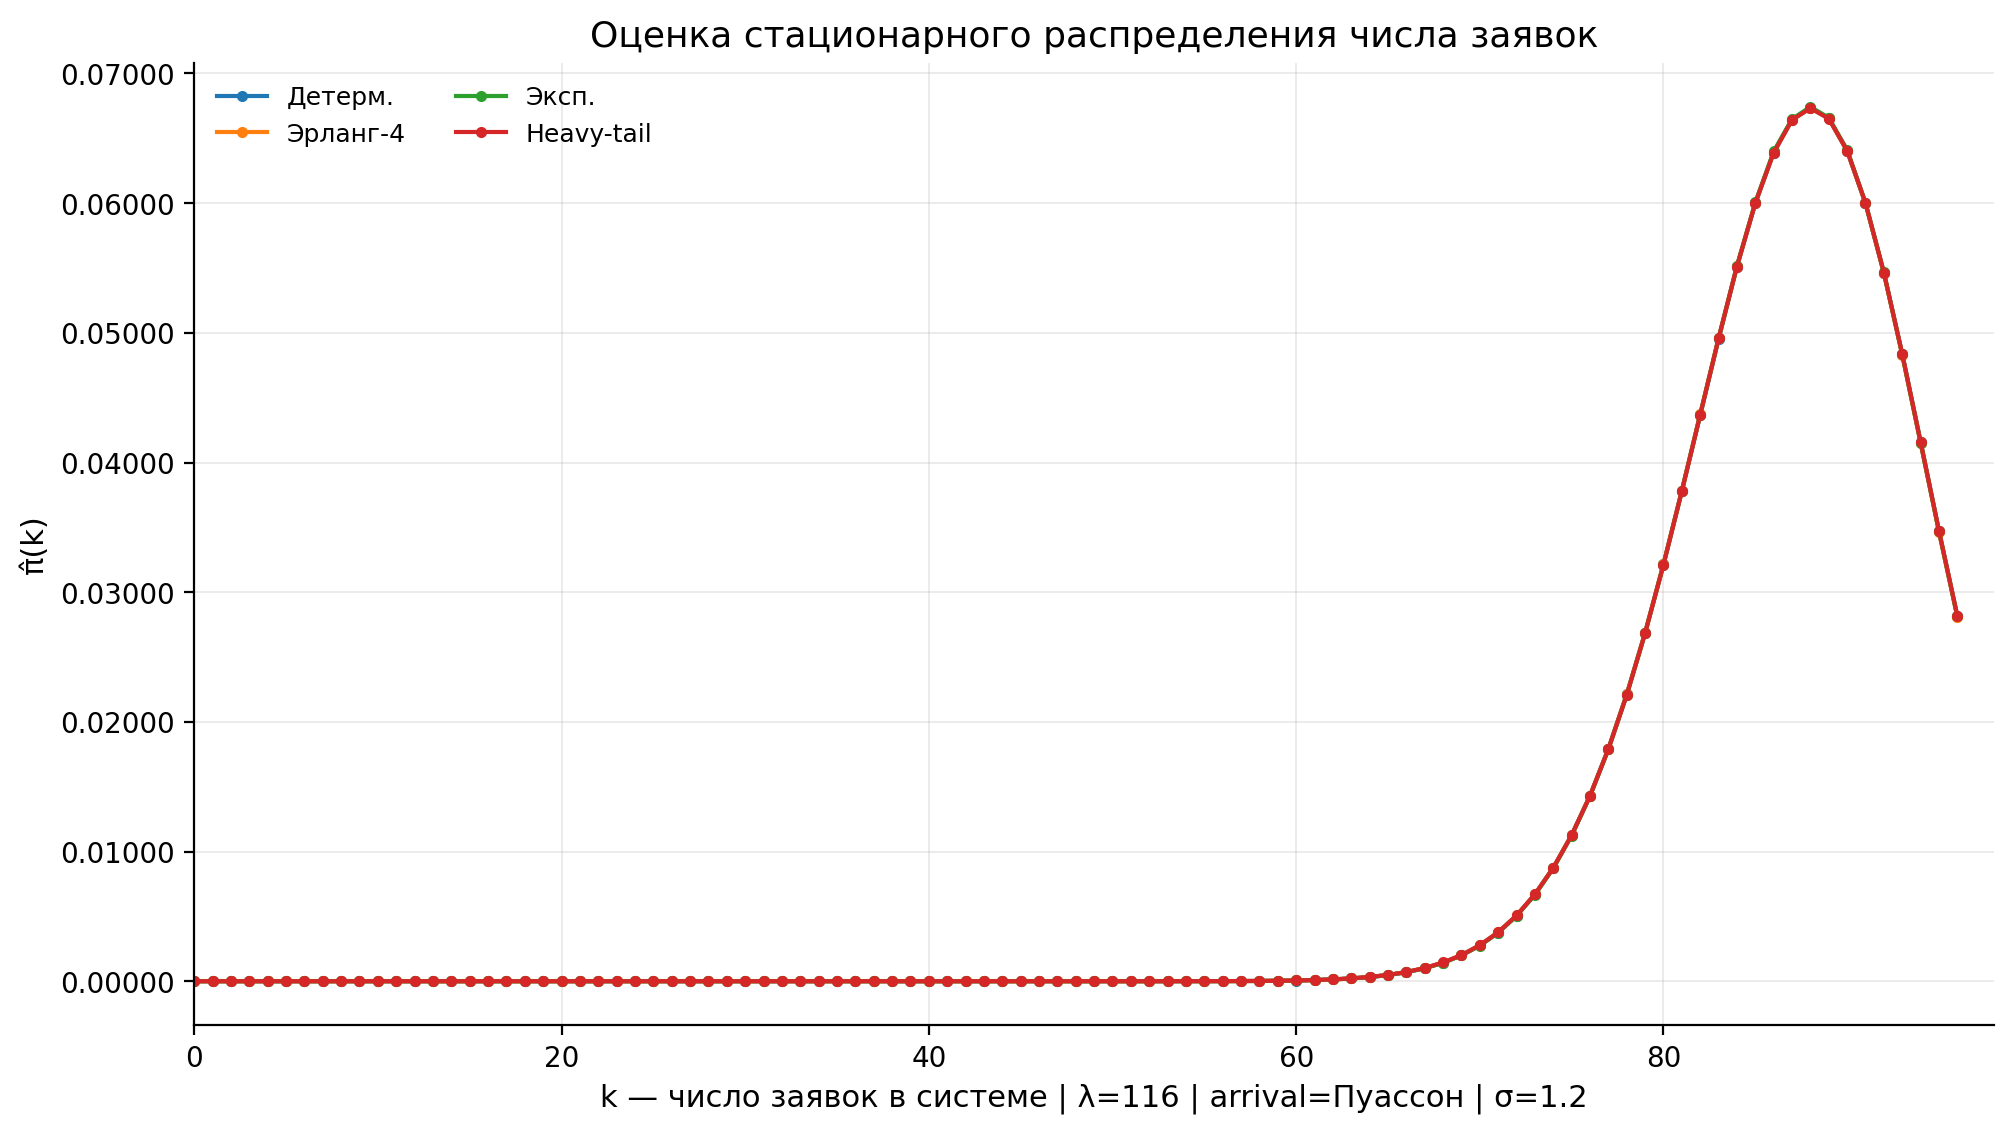 Оценка стационарного распределения числа заявок
0.07000
0.06000
0.05000
0.04000
0.03000
0.02000
0.01000
0.00000
π̂(k)
Детерм.
Эрланг-4
Эксп.
Heavy-tail
0 20 40 60 80
k — число заявок в системе | λ=116 | arrival=Пуассон | σ=1.2